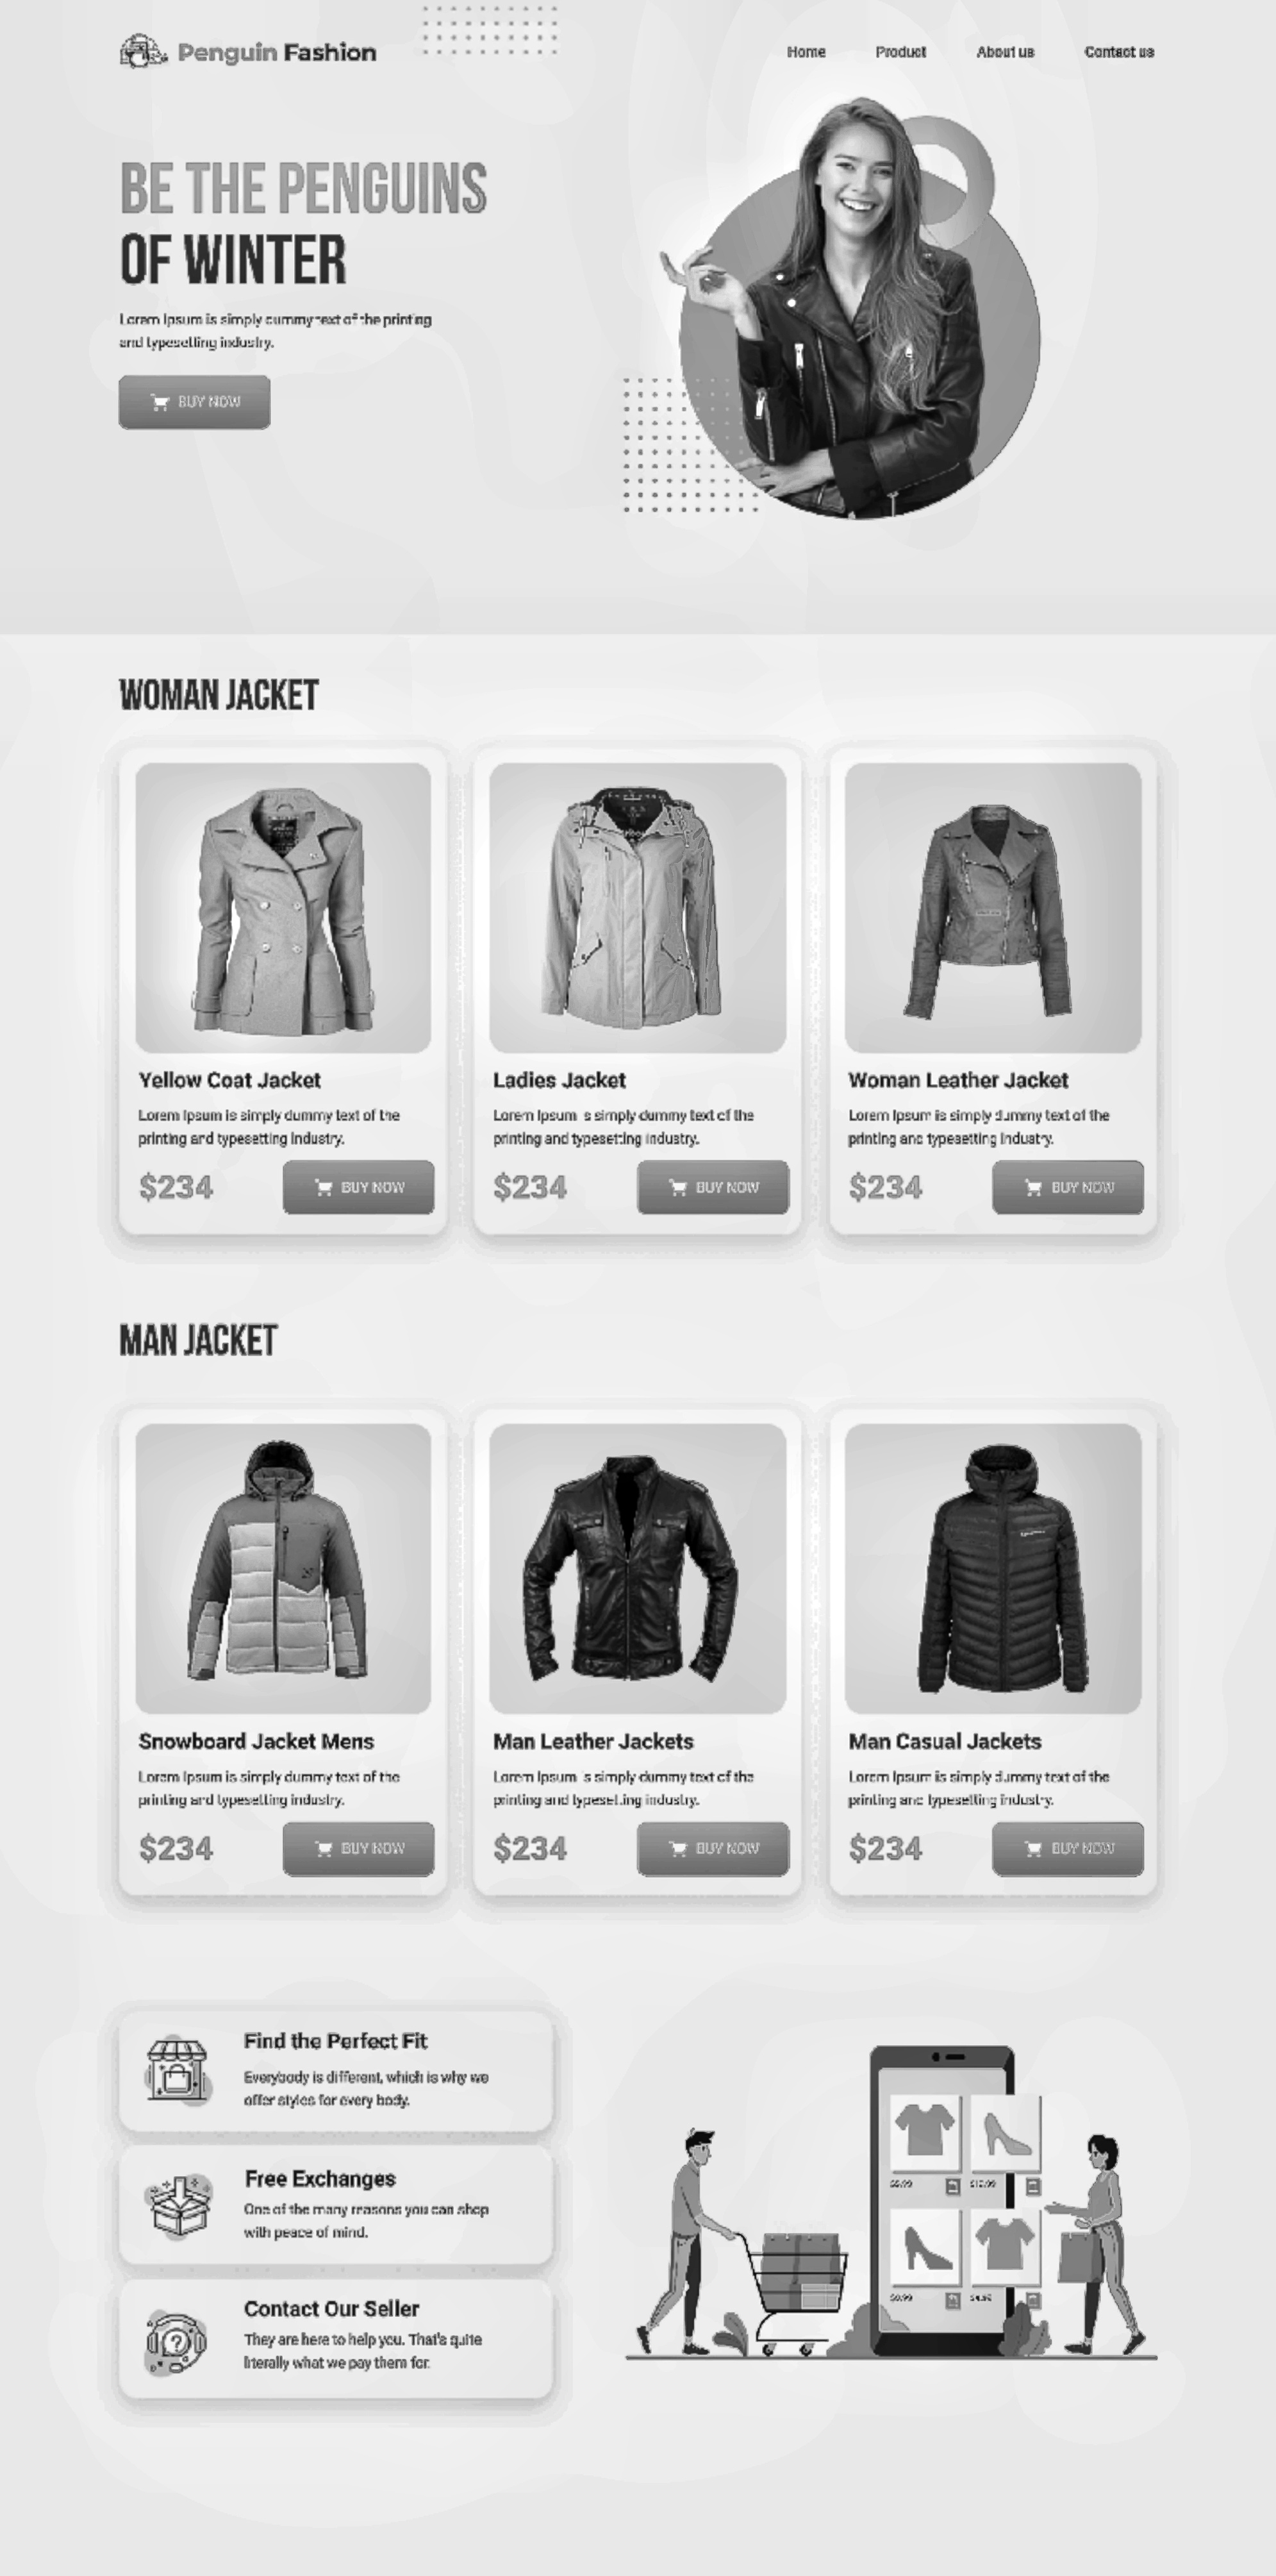 Penguin Fashion
Home Product About us Contact us
BE THE PENGUINS
OF WINTER
Lorem Ipsum is simply dummy text of the printing
and typesetting industry.
BUY NOW
WOMAN JACKET
Yellow Coat Jacket
Lorem Ipsum is simply dummy text of the
printing and typesetting industry.
$234 BUY NOW
Ladies Jacket
Lorem Ipsum is simply dummy text of the
printing and typesetting industry.
$234 BUY NOW
Woman Leather Jacket
Lorem Ipsum is simply dummy text of the
printing and typesetting industry.
$234 BUY NOW
MAN JACKET
Snowboard Jacket Mens
Lorem Ipsum is simply dummy text of the
printing and typesetting industry.
$234 BUY NOW
Man Leather Jackets
Lorem Ipsum is simply dummy text of the
printing and typesetting industry.
$234 BUY NOW
Man Casual Jackets
Lorem Ipsum is simply dummy text of the
printing and typesetting industry.
$234 BUY NOW
Find the Perfect Fit
Everybody is different, which is why we
offer styles for every body.
Free Exchanges
One of the many reasons you can shop
with peace of mind.
Contact Our Seller
They are here to help you. That's quite
literally what we pay them for.